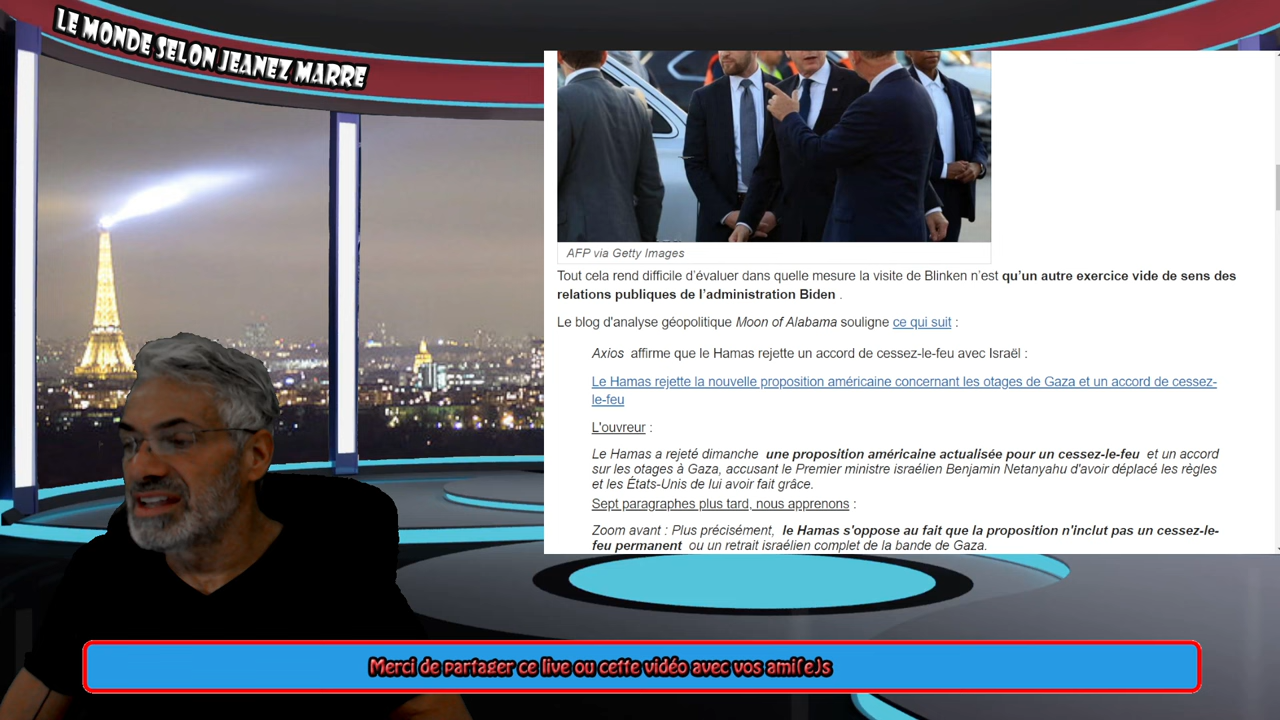 LE MONDE SELON JEANEZ MARRE
AFP via Getty Images
Tout cela rend difficile d'évaluer dans quelle mesure la visite de Blinken n'est qu'un autre exercice vide de sens des
relations publiques de l'administration Biden .
Le blog d'analyse géopolitique Moon of Alabama souligne ce qui suit :
Axios affirme que le Hamas rejette un accord de cessez-le-feu avec Israël :
Le Hamas rejette la nouvelle proposition américaine concernant les otages de Gaza et un accord de cessez-
le-feu
L'ouvreur :
Le Hamas a rejeté dimanche une proposition américaine actualisée pour un cessez-le-feu et un accord
sur les otages à Gaza, accusant le Premier ministre israélien Benjamin Netanyahu d'avoir déplacé les règles
et les États-Unis de lui avoir fait grâce.
Sept paragraphes plus tard, nous apprenons :
Zoom avant : Plus précisément, le Hamas s'oppose au fait que la proposition n'inclut pas un cessez-le-
feu permanent ou un retrait israélien complet de la bande de Gaza.
Merci de partager ce live ou cette vidéo avec vos ami(e)s